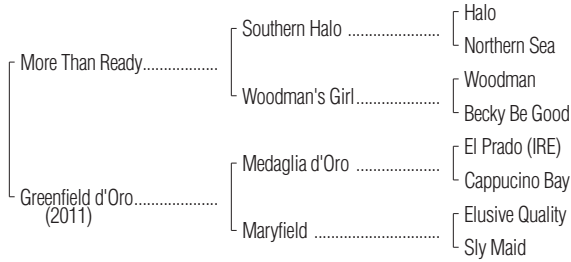 Halo
Southern Halo ....................
Northern Sea
More Than Ready..................
Woodman
Woodman's Girl..................
Becky Be Good
El Prado (IRE)
Medaglia d'Oro ..................
Cappucino Bay
Greenfield d'Oro....................
(2011)
Elusive Quality
Maryfield ...........................
Sly Maid